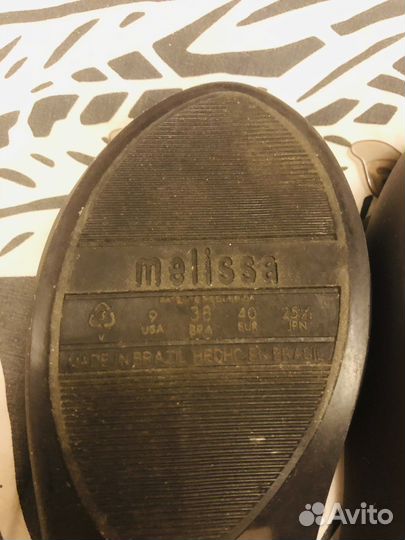 melissa
9 38 40 25½
V USA BRA EUR JPN
MADE IN BRAZIL HECHO EN BRASIL
Avito